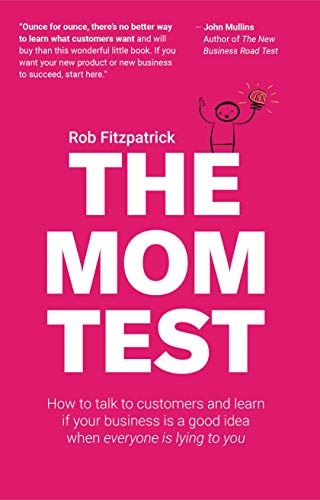 “Ounce for ounce, there’s no better way
to learn what customers want and will
buy than this wonderful little book. If you
want your new product or new business
to succeed, start here.”
— John Mullins
Author of The New
Business Road Test
Rob Fitzpatrick
THE
MOM
TEST
How to talk to customers and learn
if your business is a good idea
when everyone is lying to you